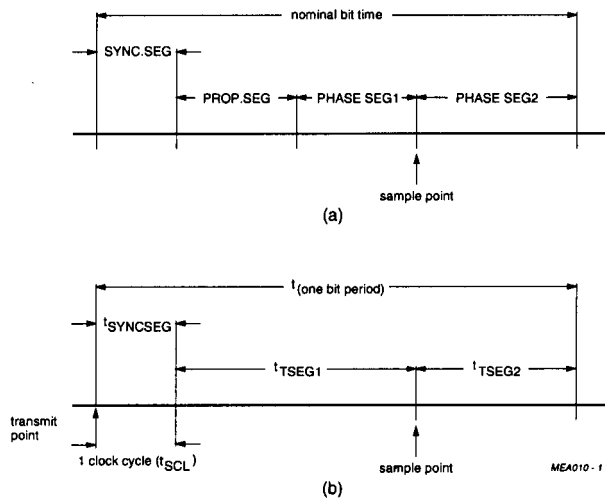 nominal bit time
SYNC.SEG
PROP.SEG PHASE SEG1 PHASE SEG2
sample point
(a)
t(one bit period)
tSYNCSEG
tTSEG1 tTSEG2
transmit
point
1 clock cycle (tSCL)
sample point
MEA010 - 1
(b)